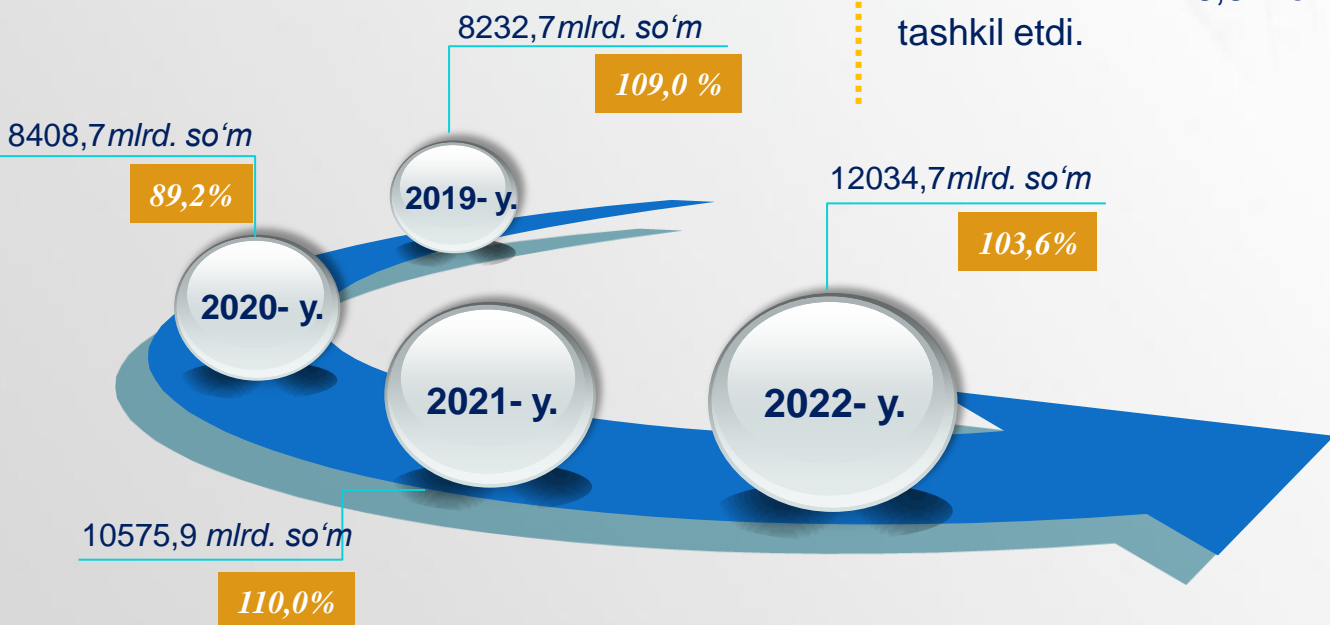 8232,7mlrd. so‘m
tashkil etdi.
109,0 %
8408,7mlrd. so‘m
89,2%
2019- y.
12034,7mlrd. so‘m
103,6%
2020- y.
2021- y.
2022- y.
10575,9 mlrd. so‘m
110,0%